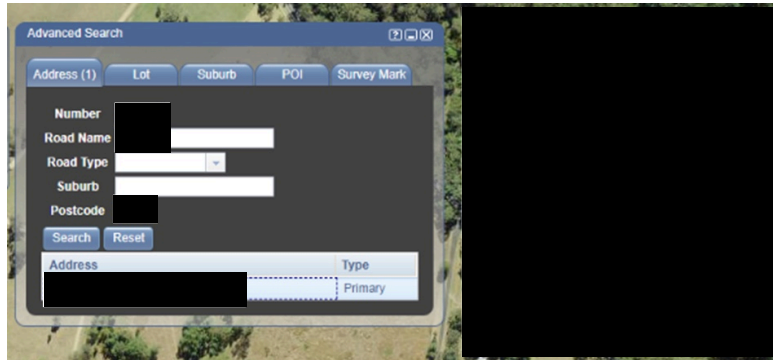 Advanced Search
Address (1) Lot Suburb POI Survey Mark
Number
Road Name
Road Type
Suburb
Postcode
Search Reset
Address Type
Primary